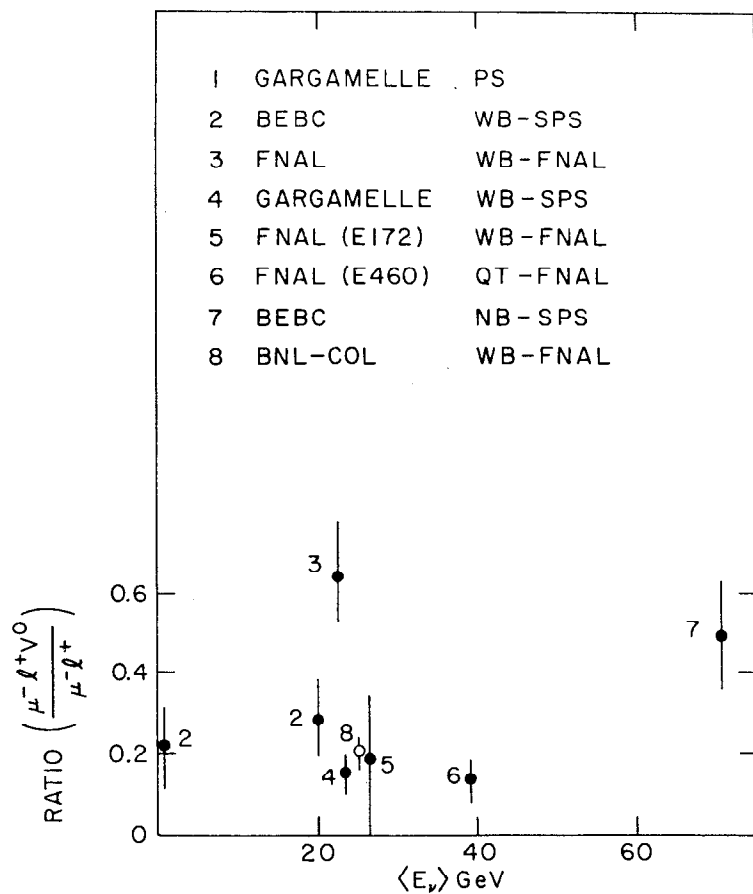 1 GARGAMELLE PS
2 BEBC WB-SPS
3 FNAL WB-FNAL
4 GARGAMELLE WB-SPS
5 FNAL (E172) WB-FNAL
6 FNAL (E460) QT-FNAL
7 BEBC NB-SPS
8 BNL-COL WB-FNAL
3
0.6
7
0.4
2
2
8
0.2
4
5
6
0
20
40
60
RATIO (μ⁻ℓ⁺V⁰/μ⁻ℓ⁺)
⟨Eν⟩ GeV